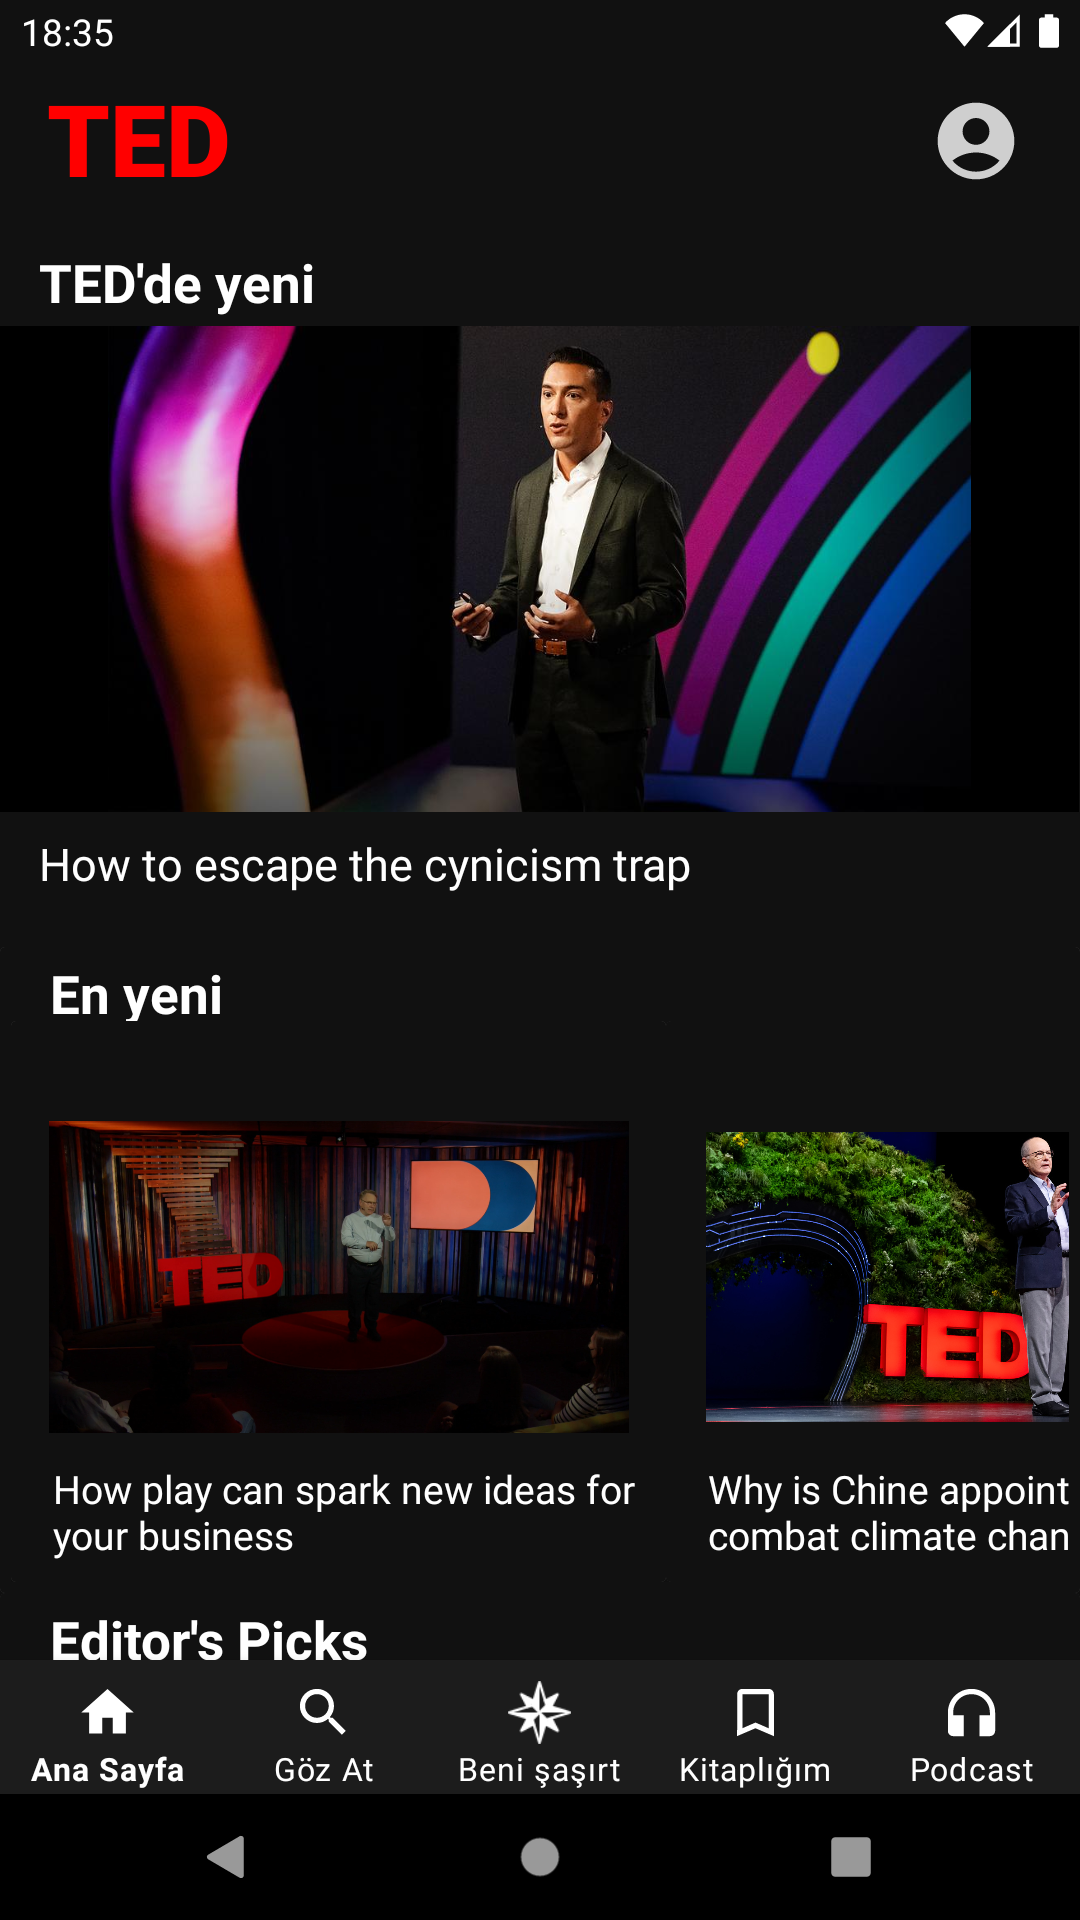 18:35
TED
TED'de yeni
How to escape the cynicism trap
En yeni
TED
TED
How play can spark new ideas for
your business
Why is Chine appoint
combat climate chan
Editor's Picks
Ana Sayfa
Göz At
Beni şaşırt
Kitaplığım
Podcast